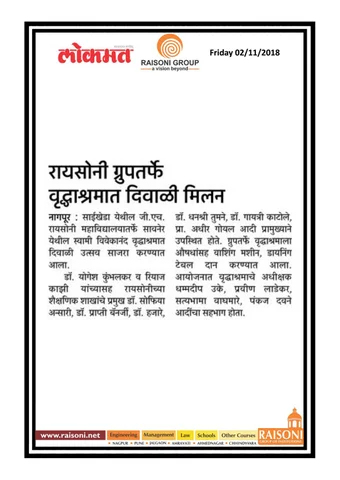 लोकमत
RAISONI GROUP
a vision beyond
Friday 02/11/2018
रायसोनी ग्रुपतर्फे
वृद्धाश्रमात दिवाळी मिलन
नागपूर : साईखेडा येथील जी.एच.
रायसोनी महाविद्यालयातर्फे सावनेर
येथील स्वामी विवेकानंद वृद्धाश्रमात
दिवाळी उत्सव साजरा करण्यात
आला.
डॉ. योगेश कुंभलकर व रियाज
काझी यांच्यासह रायसोनीच्या
शैक्षणिक शाखांचे प्रमुख डॉ. सोफिया
अन्सारी, डॉ. प्राप्ती बॅनर्जी, डॉ. हजारे,
डॉ. धनश्री तुमने, डॉ. गायत्री काटोले,
प्रा. अधीर गोयल आदी प्रामुख्याने
उपस्थित होते. ग्रुपतर्फे वृद्धाश्रमाला
औषधांसह वाशिंग मशीन, डायनिंग
टेबल दान करण्यात आला.
आयोजनात वृद्धाश्रमाचे अधीक्षक
धम्मदीप उके, प्रवीण लाडेकर,
सत्यभामा वाघमारे, पंकज दवने
आदींचा सहभाग होता.
www.raisoni.net Engineering Management Law Schools Other Courses RAISONI
NAGPUR • PUNE • JALGAON • AMRAVATI • AHMEDNAGAR • CHHINDWARA